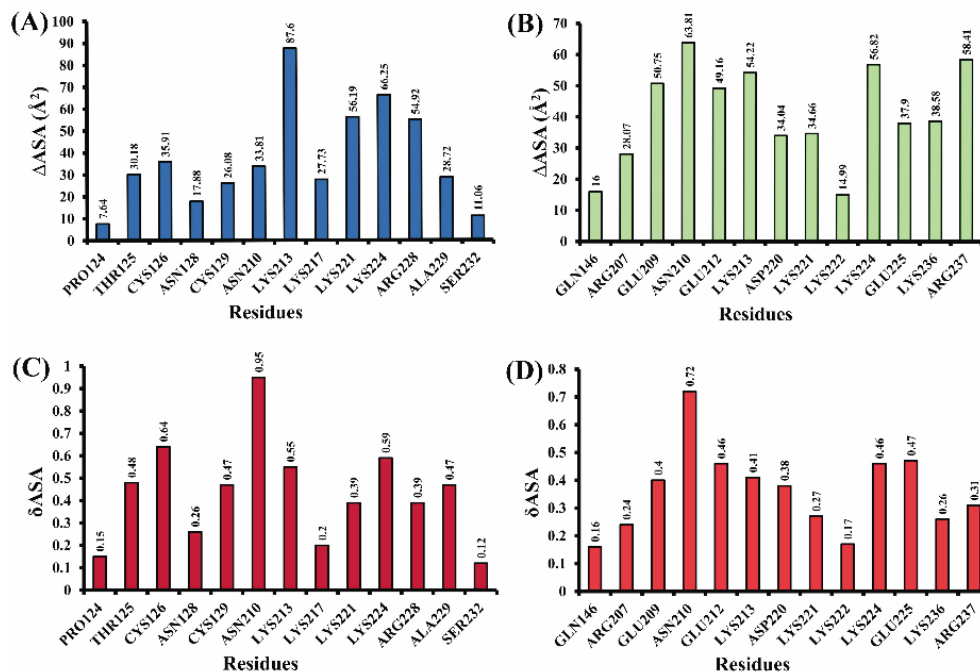 (A)
ΔASA (Å²)
100
90
80
70
60
50
40
30
20
10
0
7.64
30.18
35.91
17.88
26.08
33.81
87.6
27.73
56.19
66.25
54.92
28.72
11.06
PRO124
THR125
CYS126
ASN128
CYS129
ASN210
LYS213
LYS217
LYS221
LYS224
ARG228
ALA229
SER232
Residues
(B)
ΔASA (Å²)
70
60
50
40
30
20
10
0
16
28.07
50.75
63.81
49.16
54.22
34.04
34.66
14.99
56.82
37.9
38.58
58.41
GLN146
ARG207
GLU209
ASN210
GLU212
LYS213
ASP220
LYS221
LYS222
LYS224
GLU225
LYS236
ARG237
Residues
(C)
δASA
1
0.9
0.8
0.7
0.6
0.5
0.4
0.3
0.2
0.1
0
0.15
0.48
0.64
0.26
0.47
0.95
0.55
0.2
0.39
0.59
0.39
0.47
0.12
PRO124
THR125
CYS126
ASN128
CYS129
ASN210
LYS213
LYS217
LYS221
LYS224
ARG228
ALA229
SER232
Residues
(D)
δASA
0.8
0.7
0.6
0.5
0.4
0.3
0.2
0.1
0
0.16
0.24
0.4
0.72
0.46
0.41
0.38
0.27
0.17
0.46
0.47
0.26
0.31
GLN146
ARG207
GLU209
ASN210
GLU212
LYS213
ASP220
LYS221
LYS222
LYS224
GLU225
LYS236
ARG237
Residues